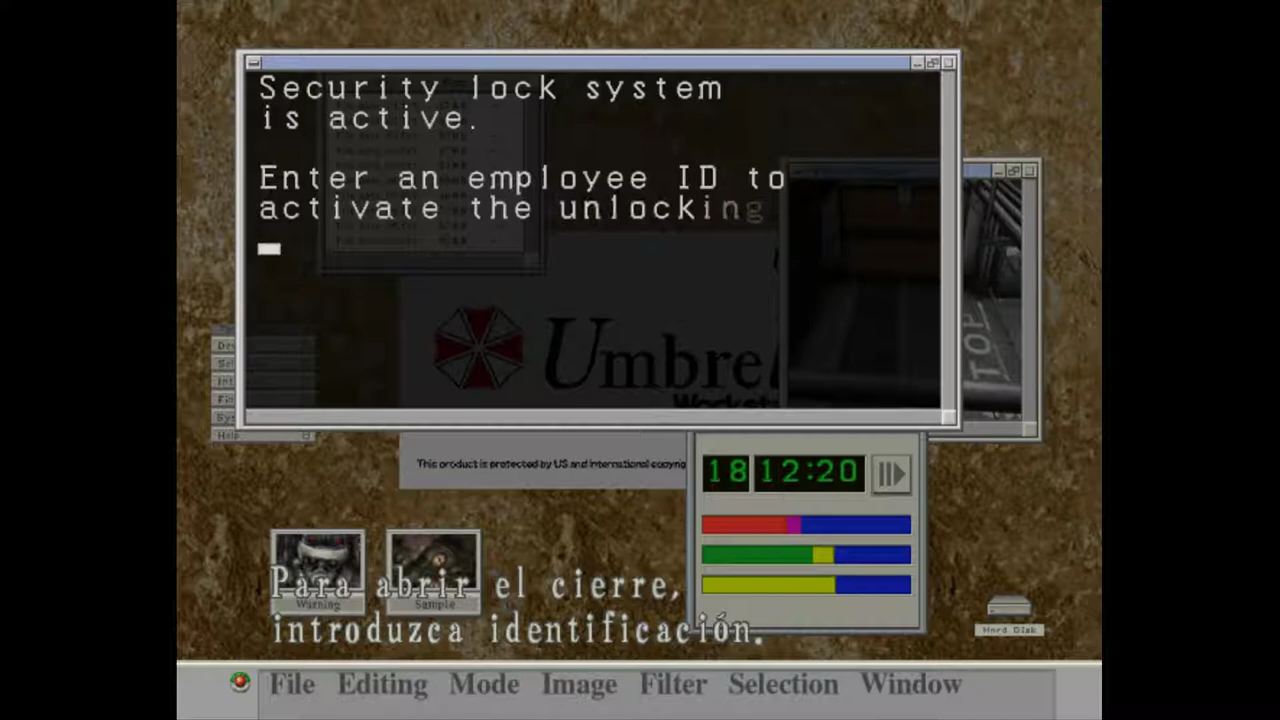 Security lock system
is active.
Enter an employee ID to
activate the unlocking
TOP
Help
Umbrel
This product is protected by US and international copyrig
18 12:20
Warning
Sample
Para abrir el cierre,
introduzca identificación.
Hard Disk
File Editing Mode Image Filter Selection Window